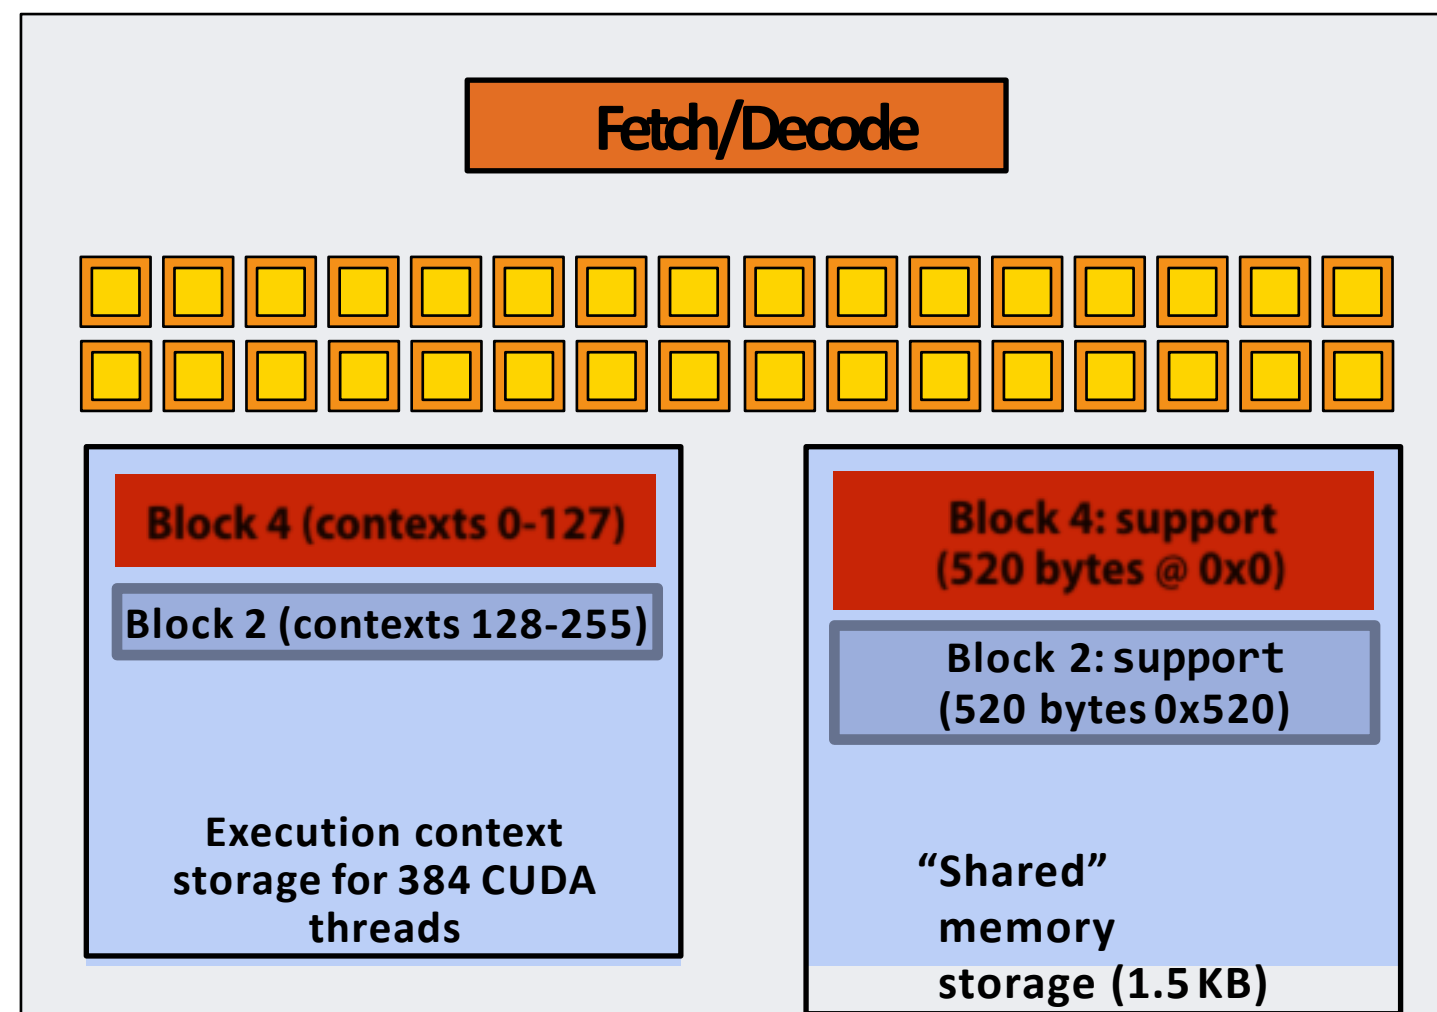 Fetch/Decode
Block 4 (contexts 0-127)
Block 2 (contexts 128-255)
Execution context
storage for 384 CUDA
threads
Block 4: support
(520 bytes @ 0x0)
Block 2: support
(520 bytes 0x520)
“Shared”
memory
storage (1.5 KB)